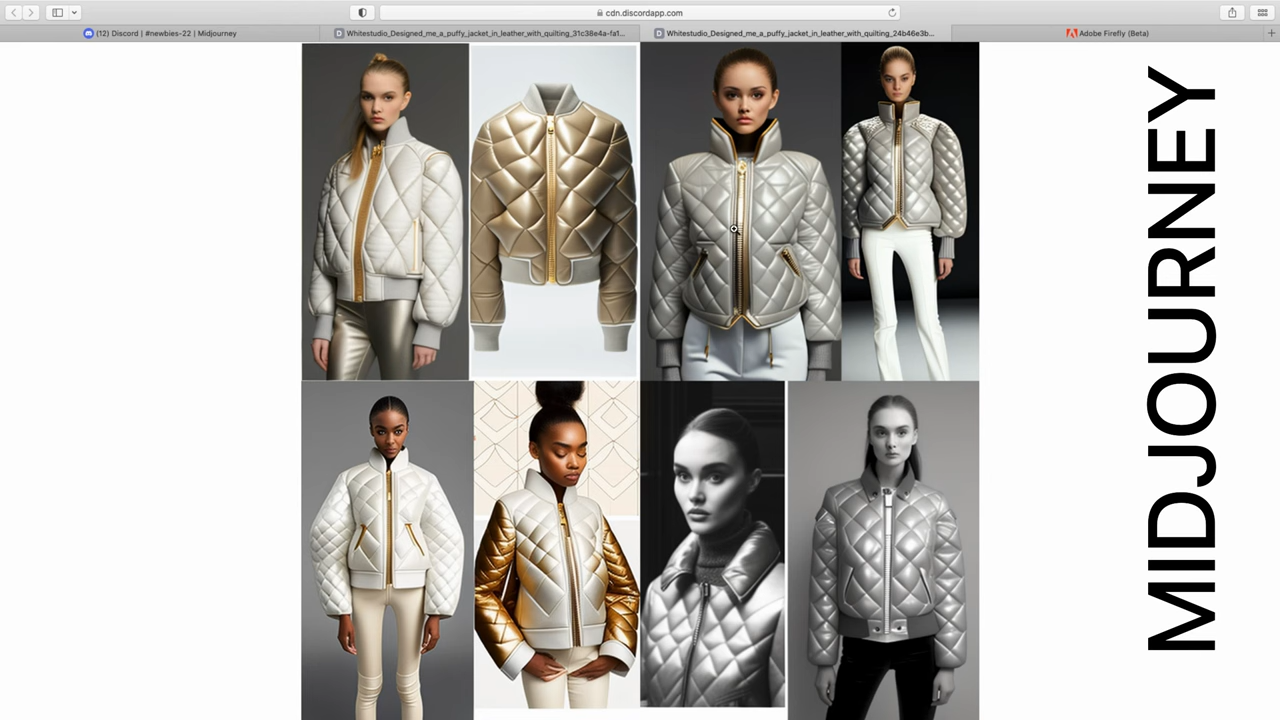 cdn.discordapp.com
(12) Discord | #newbies-22 | Midjourney
Whitestudio_Designed_me_a_puffy_jacket_in_leather_with_quilting_31c38e4a-fa1...
Whitestudio_Designed_me_a_puffy_jacket_in_leather_with_quilting_24b46e3b...
Adobe Firefly (Beta)
MIDJOURNEY